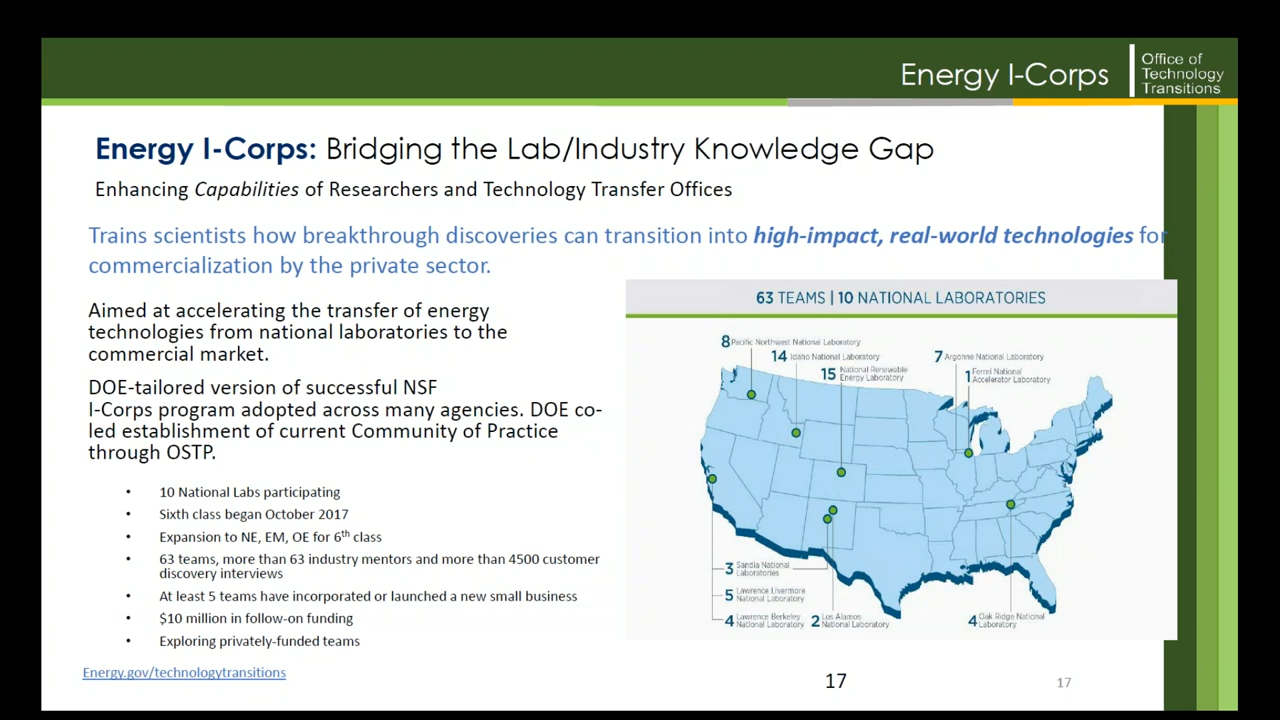 Energy I-Corps
Office of
Technology
Transitions
Energy I-Corps: Bridging the Lab/Industry Knowledge Gap
Enhancing Capabilities of Researchers and Technology Transfer Offices
Trains scientists how breakthrough discoveries can transition into high-impact, real-world technologies for
commercialization by the private sector.
Aimed at accelerating the transfer of energy
technologies from national laboratories to the
commercial market.
DOE-tailored version of successful NSF
I-Corps program adopted across many agencies. DOE co-
led establishment of current Community of Practice
through OSTP.
• 10 National Labs participating
• Sixth class began October 2017
• Expansion to NE, EM, OE for 6th class
• 63 teams, more than 63 industry mentors and more than 4500 customer
discovery interviews
• At least 5 teams have incorporated or launched a new small business
• $10 million in follow-on funding
• Exploring privately-funded teams
Energy.gov/technologytransitions
63 TEAMS | 10 NATIONAL LABORATORIES
8 Pacific Northwest National Laboratory
14 Idaho National Laboratory
15 National Renewable
Energy Laboratory
7 Argonne National Laboratory
1 Fermi National
Accelerator Laboratory
3 Sandia National
Laboratories
5 Lawrence Livermore
National Laboratory
4 Lawrence Berkeley
National Laboratory
2 Los Alamos
National Laboratory
4 Oak Ridge National
Laboratory
17
17